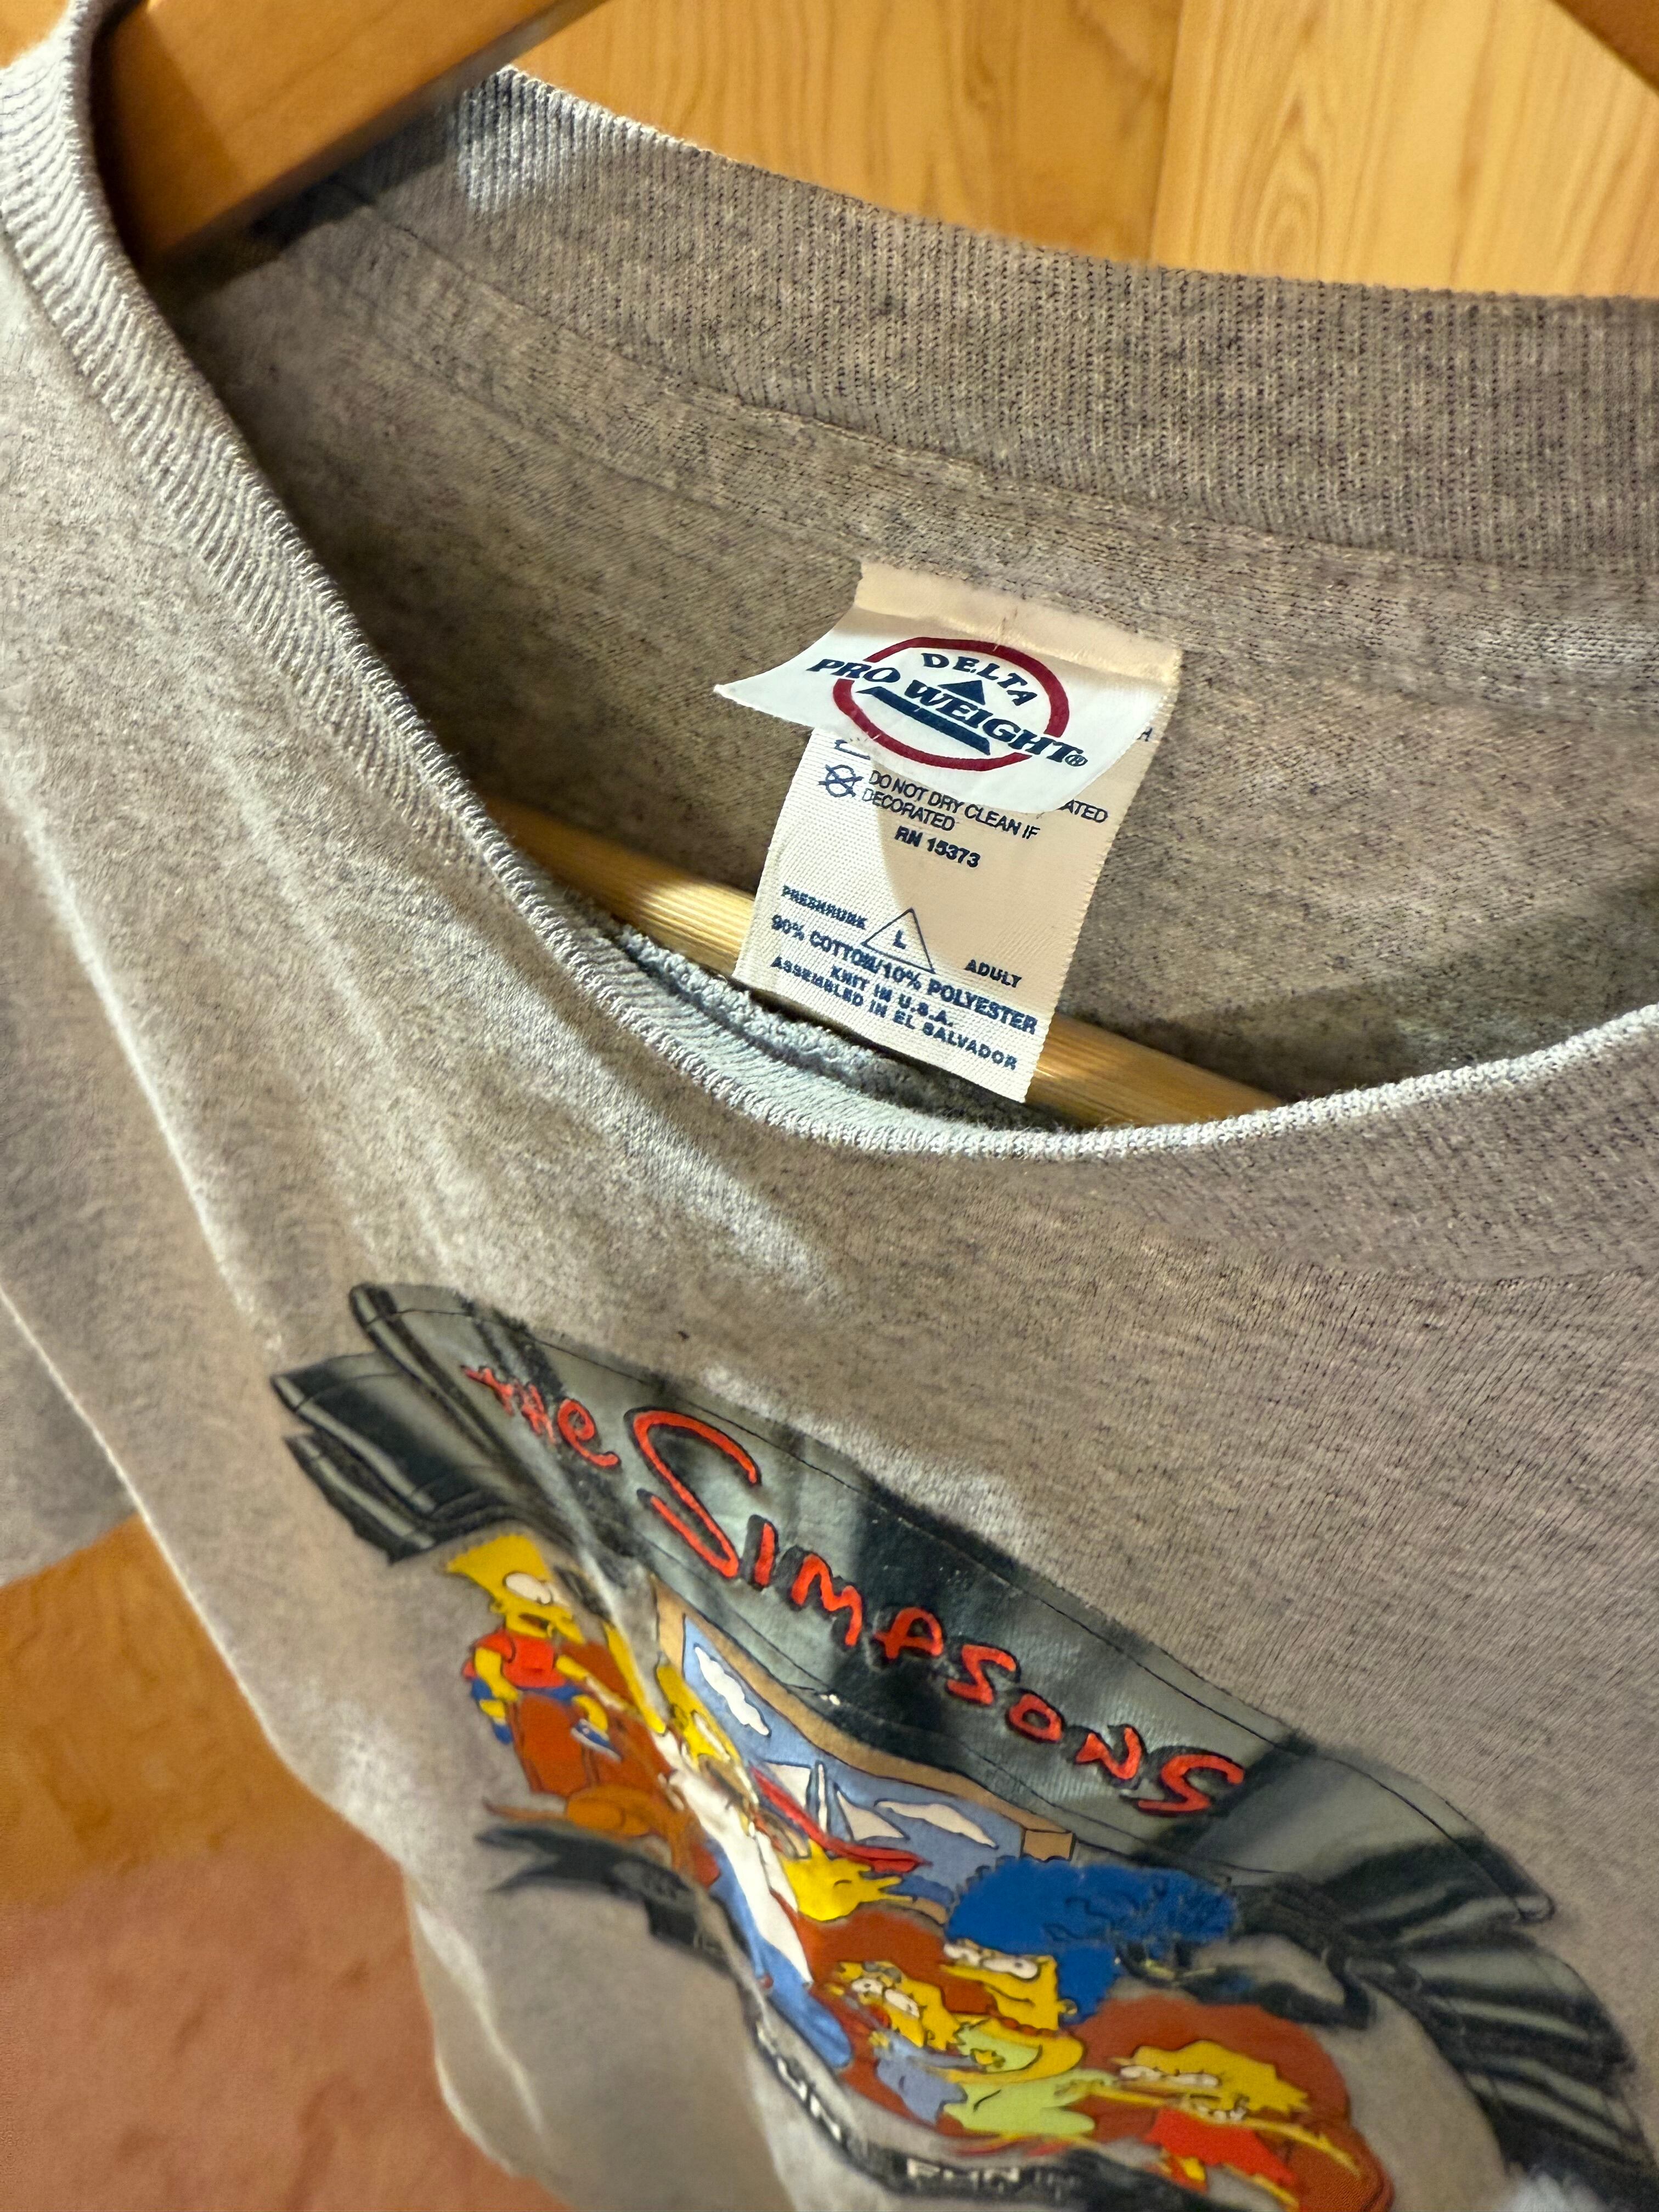 DELTA
PRO WEIGHT®
ATED
DO NOT DRY CLEAN IF
DECORATED
RN 15373
PRESHRUNK
L
ADULT
90% COTTON/10% POLYESTER
KNIT IN U.S.A.
ASSEMBLED IN EL SALVADOR
THE SIMPSONS